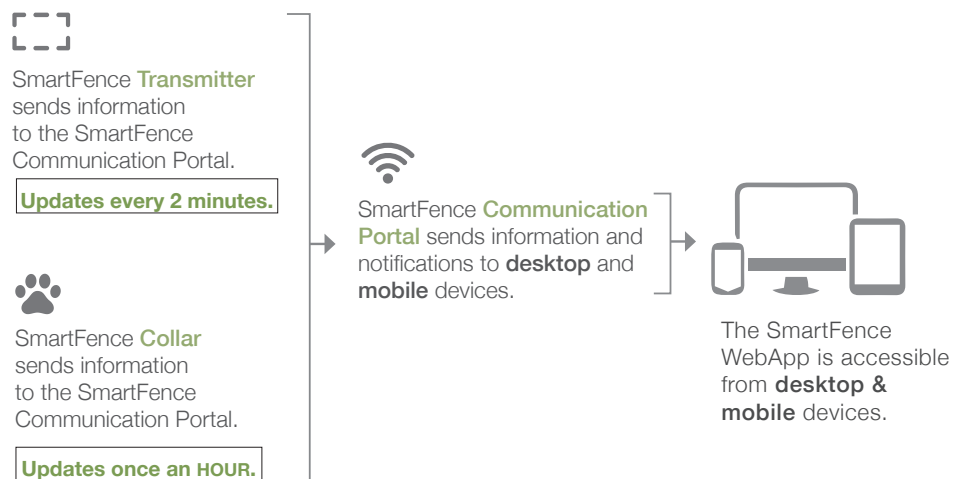 SmartFence Transmitter
sends information
to the SmartFence
Communication Portal.
Updates every 2 minutes.
SmartFence Collar
sends information
to the SmartFence
Communication Portal.
Updates once an HOUR.
SmartFence Communication
Portal sends information and
notifications to desktop and
mobile devices.
The SmartFence
WebApp is accessible
from desktop &
mobile devices.